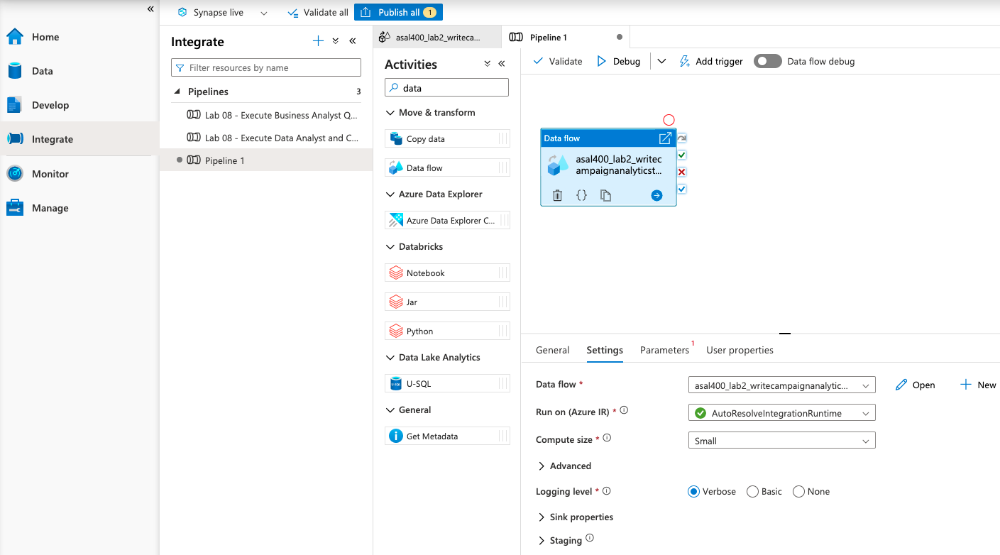 «
Home
Data
Develop
Integrate
Monitor
Manage
Synapse live
Validate all
Publish all 1
Integrate
Filter resources by name
Pipelines 3
Lab 08 - Execute Business Analyst Q...
Lab 08 - Execute Data Analyst and C...
Pipeline 1
asal400_lab2_writeca...
Pipeline 1
Activities
data
Move & transform
Copy data
Data flow
Azure Data Explorer
Azure Data Explorer C...
Databricks
Notebook
Jar
Python
Data Lake Analytics
U-SQL
U-SQL
General
Get Metadata
Validate
Debug
Add trigger
Data flow debug
Data flow
asal400_lab2_writec
ampaignanalyticst...
{}
General
Settings
Parameters 1
User properties
Data flow *
asal400_lab2_writecampaignanalytic...
Open
New
Run on (Azure IR) *
AutoResolveIntegrationRuntime
Compute size *
Small
Advanced
Logging level *
Verbose
Basic
None
Sink properties
Staging